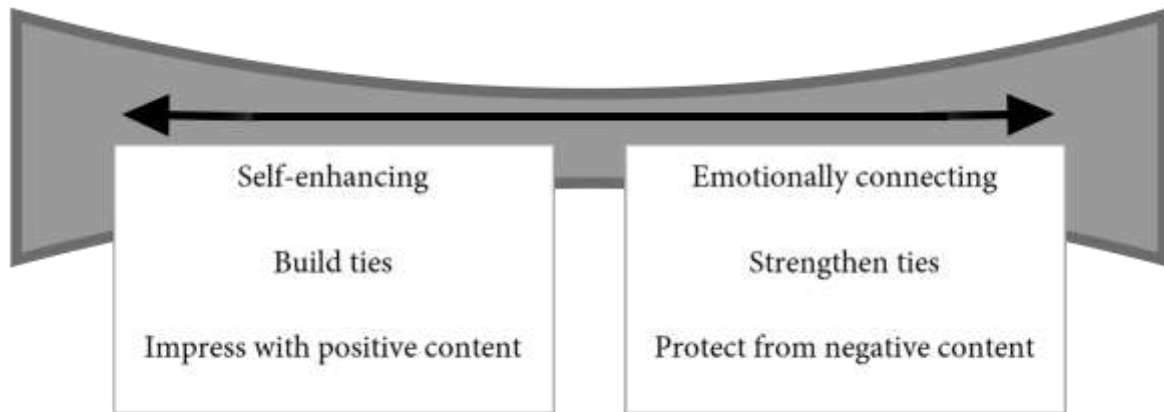 Self-enhancing
Build ties
Impress with positive content
Emotionally connecting
Strengthen ties
Protect from negative content